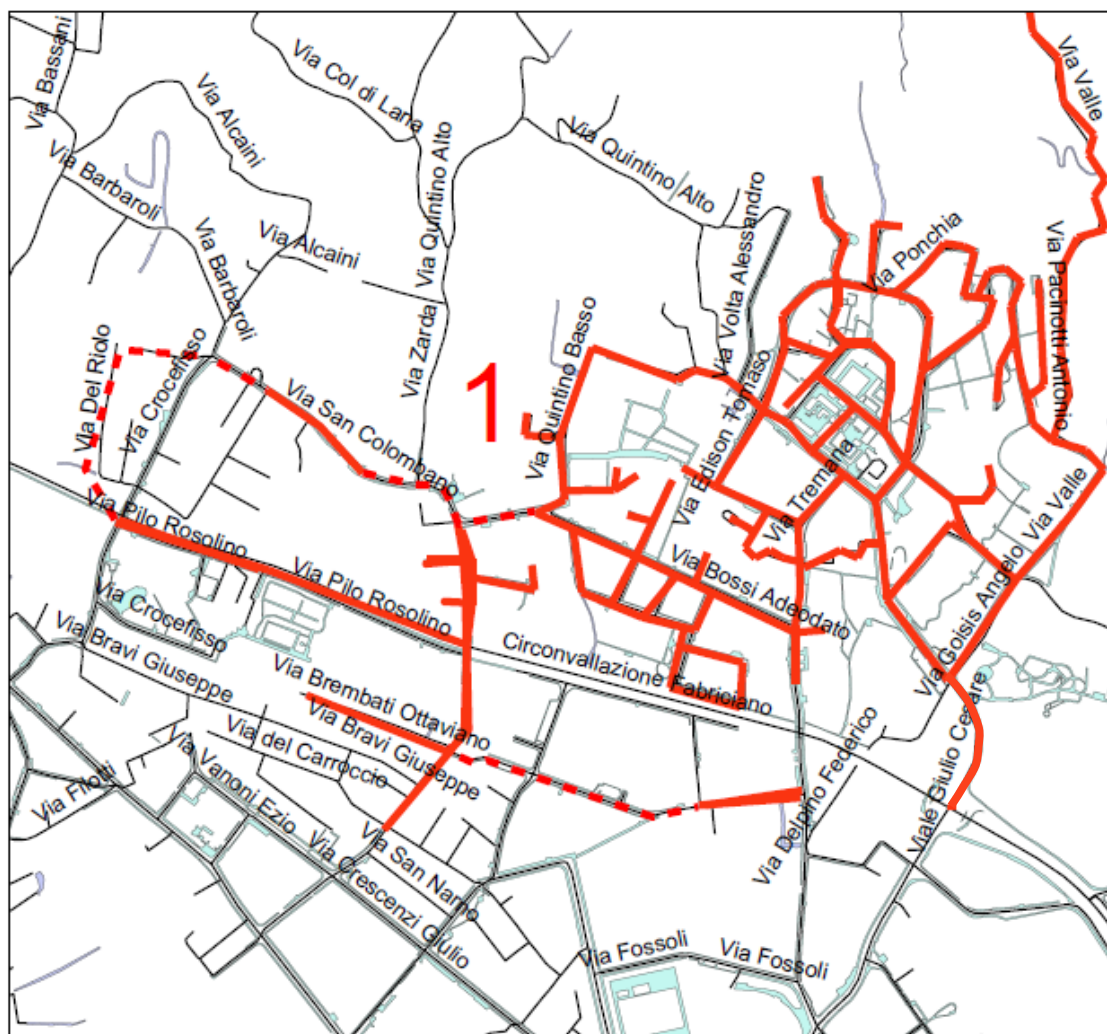 Via Bassani
Via Col di Lana
Via Valle
Via Alcaini
Via Quintino Alto
Via Quintino Alto
Via Barbaroli
Via Alcaini
Via Barbaroli
Via Volta Alessandro
Via Ponchia
Via Pacinotti Antonio
Via Zarda
Via Quintino Basso
Via Edison Tomaso
Via Del Riolo
Via Crocefisso
Via San Colombano
1
Via Tremana
Via Valle
Via Pilo Rosolino
Via Pilo Rosolino
Via Bossi Adeodato
Via Goisis Angelo
Via Crocefisso
Via Bravi Giuseppe
Circonvallazione Fabriciano
Via Brembati Ottaviano
Via Bravi Giuseppe
Via del Carroccio
Via Delpino Federico
Viale Giulio Cesare
Via Filotti
Via Vanoni Ezio
Via San Namo
Via Crescenzi Giulio
Via Fossoli
Via Fossoli